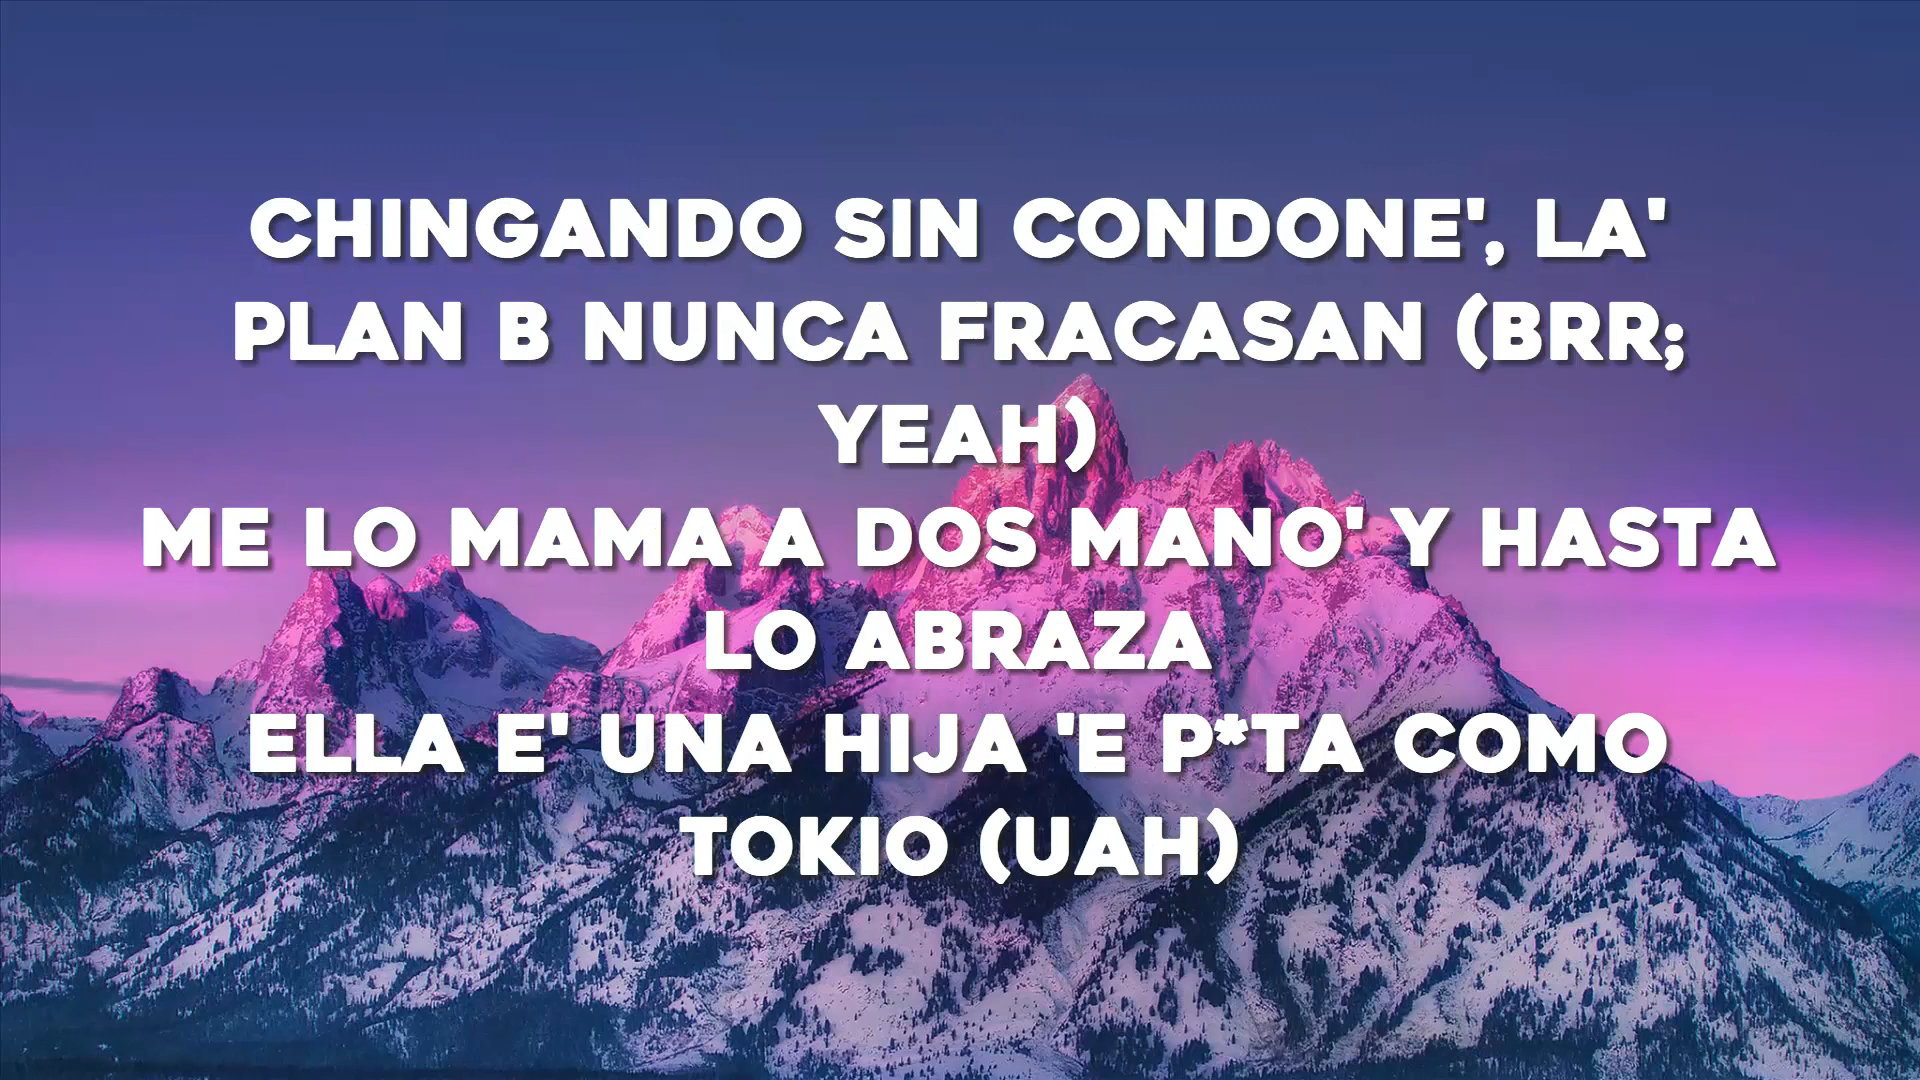 CHINGANDO SIN CONDONE', LA'
PLAN B NUNCA FRACASAN (BRR;
YEAH)
ME LO MAMA A DOS MANO' Y HASTA
LO ABRAZA
ELLA E' UNA HIJA 'E P*TA COMO
TOKIO (UAH)